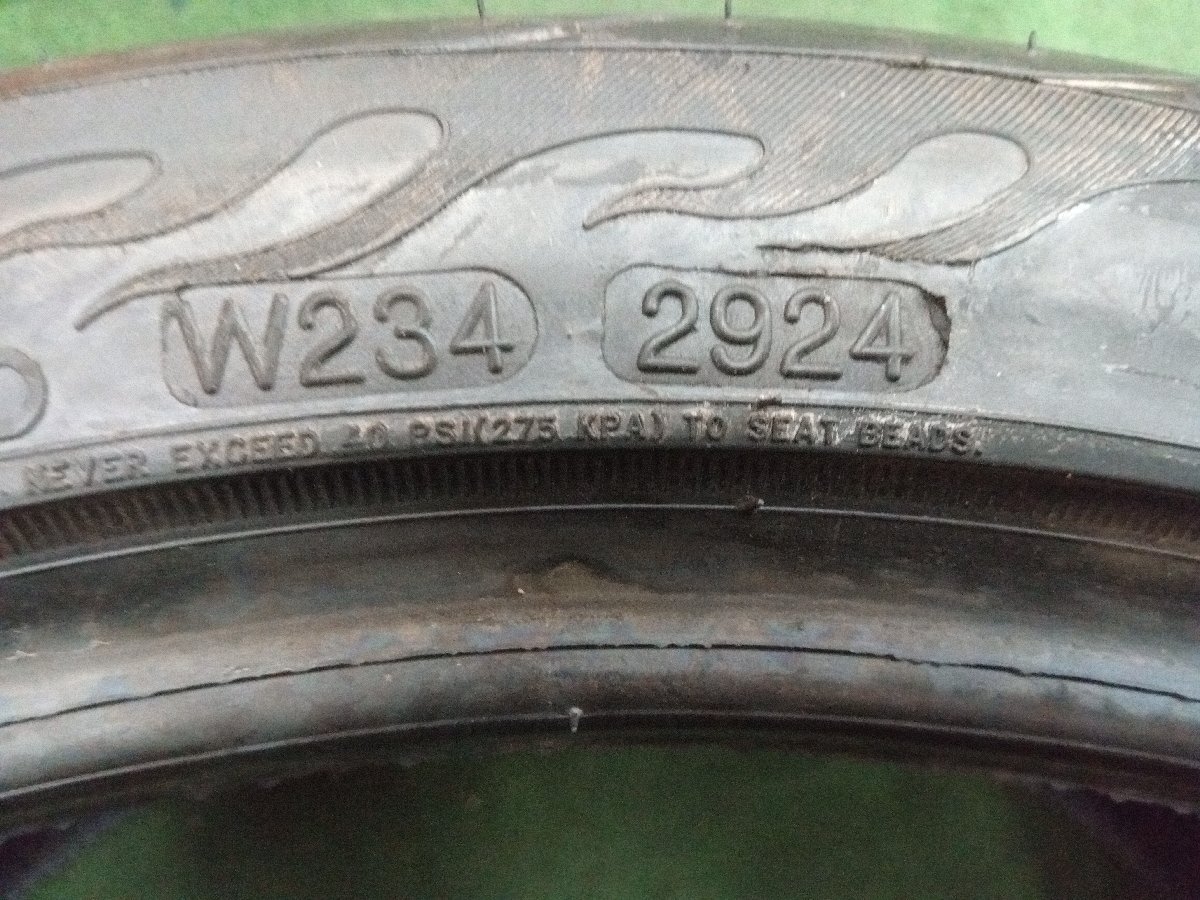 W234 2924
NEVER EXCEED 40 PSI(275 KPA) TO SEAT BEADS.